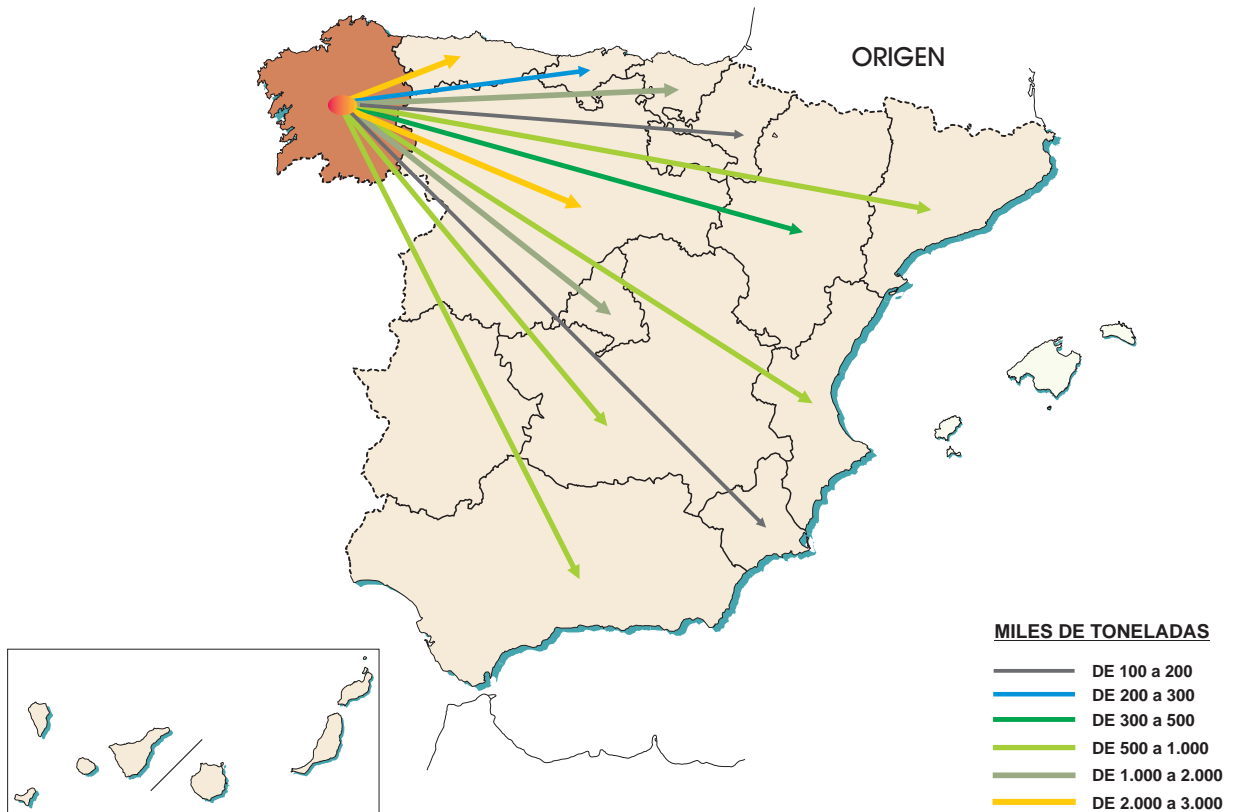 ORIGEN
MILES DE TONELADAS
DE 100 a 200
DE 200 a 300
DE 300 a 500
DE 500 a 1.000
DE 1.000 a 2.000
DE 2.000 a 3.000